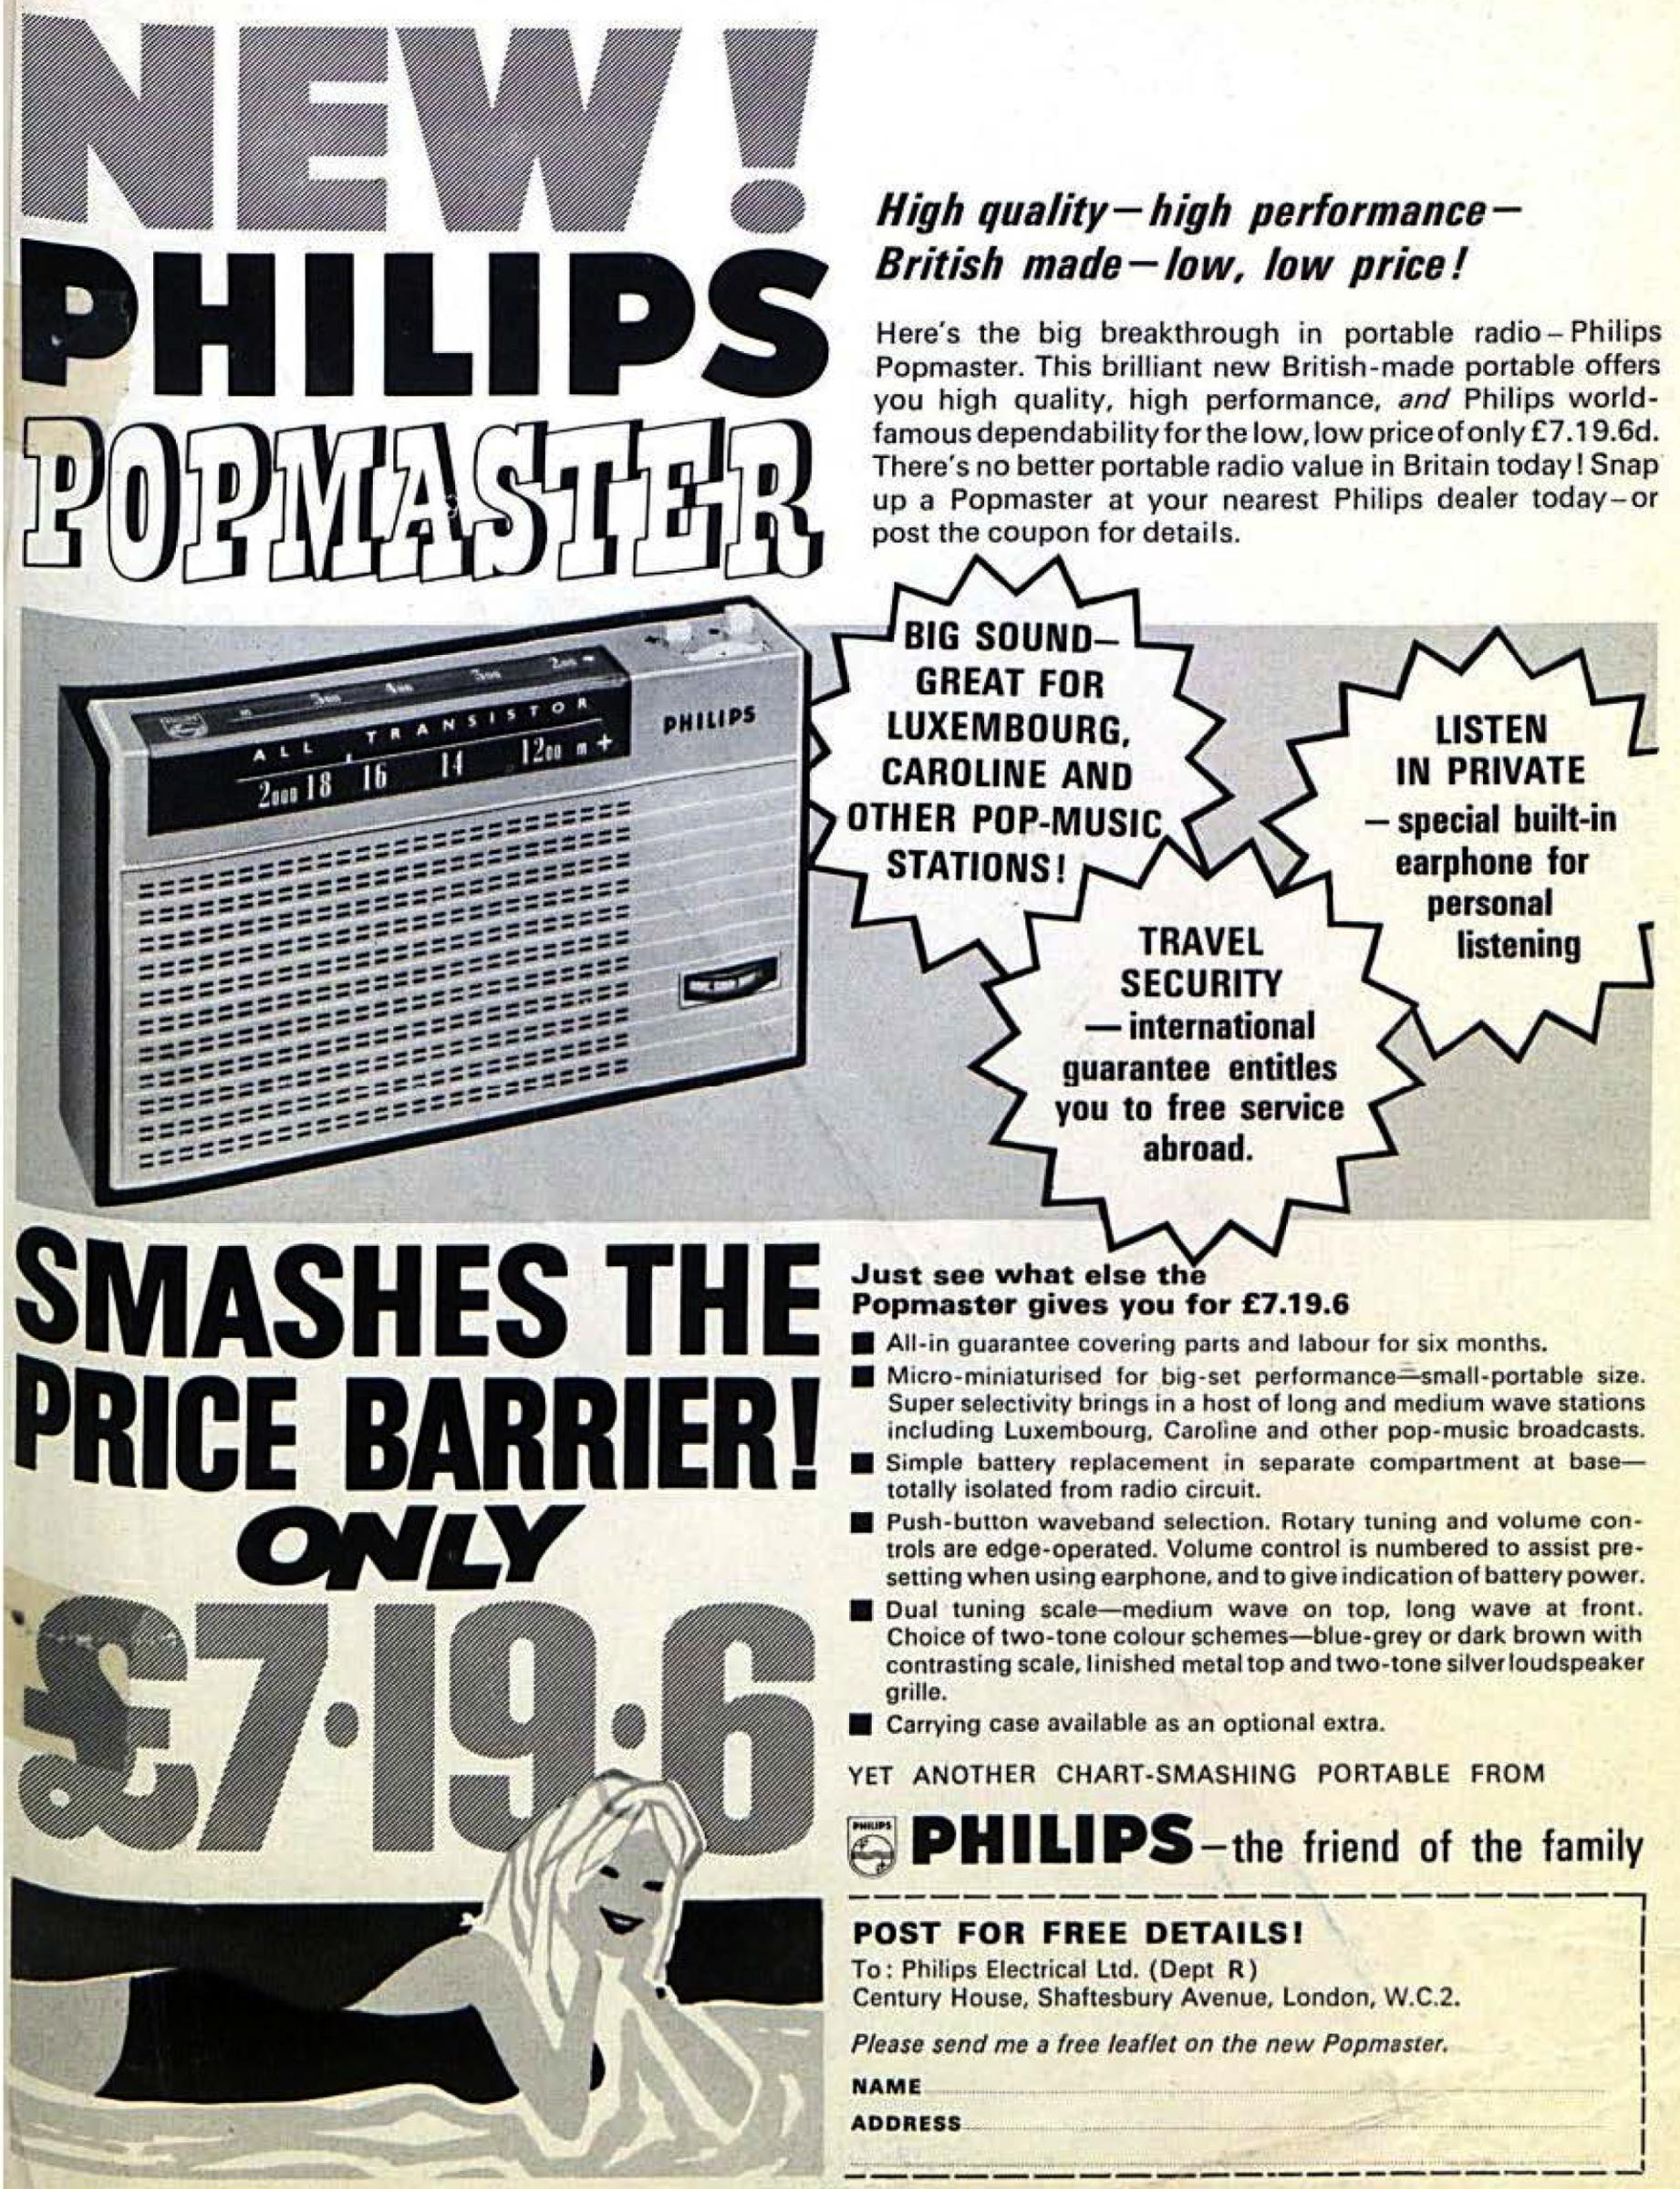 NEW!
PHILIPS
POPMASTER
High quality—high performance—
British made—low, low price!
Here's the big breakthrough in portable radio – Philips
Popmaster. This brilliant new British-made portable offers
you high quality, high performance, and Philips world-
famous dependability for the low, low price of only £7.19.6d.
There's no better portable radio value in Britain today! Snap
up a Popmaster at your nearest Philips dealer today–or
post the coupon for details.
PHILIPS
m 500 400 300 200
ALL TRANSISTOR
2000 18 16 14 1200 m +
PHILIPS
BIG SOUND—
GREAT FOR
LUXEMBOURG,
CAROLINE AND
OTHER POP-MUSIC
STATIONS!
LISTEN
IN PRIVATE
— special built-in
earphone for
personal
listening
TRAVEL
SECURITY
— international
guarantee entitles
you to free service
abroad.
SMASHES THE
PRICE BARRIER!
ONLY
£7·19·6
Just see what else the
Popmaster gives you for £7.19.6
■ All-in guarantee covering parts and labour for six months.
■ Micro-miniaturised for big-set performance—small-portable size.
Super selectivity brings in a host of long and medium wave stations
including Luxembourg, Caroline and other pop-music broadcasts.
■ Simple battery replacement in separate compartment at base—
totally isolated from radio circuit.
■ Push-button waveband selection. Rotary tuning and volume con-
trols are edge-operated. Volume control is numbered to assist pre-
setting when using earphone, and to give indication of battery power.
■ Dual tuning scale—medium wave on top, long wave at front.
Choice of two-tone colour schemes—blue-grey or dark brown with
contrasting scale, linished metal top and two-tone silver loudspeaker
grille.
■ Carrying case available as an optional extra.
YET ANOTHER CHART-SMASHING PORTABLE FROM
PHILIPS
PHILIPS–the friend of the family
POST FOR FREE DETAILS!
To: Philips Electrical Ltd. (Dept R)
Century House, Shaftesbury Avenue, London, W.C.2.
Please send me a free leaflet on the new Popmaster.
NAME
ADDRESS